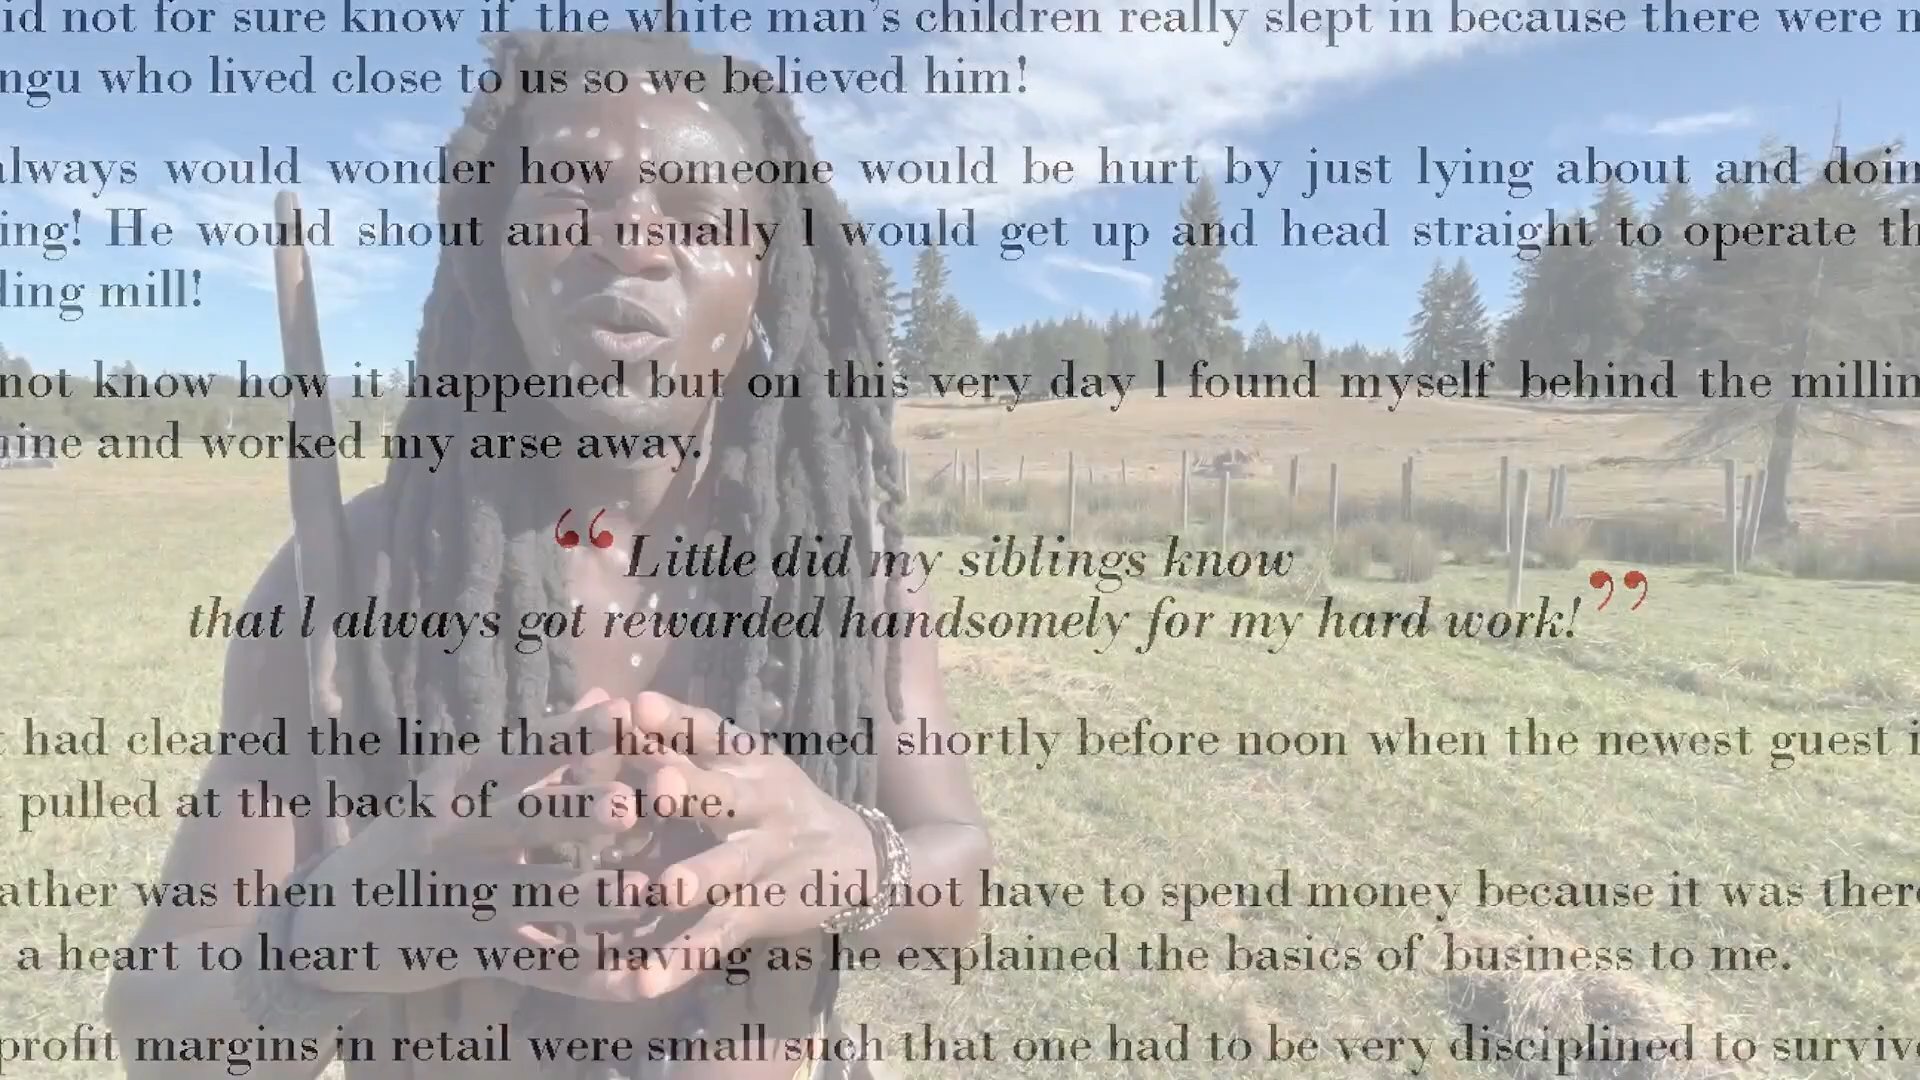 id not for sure know if the white man's children really slept in because there were n
ngu who lived close to us so we believed him!
always would wonder how someone would be hurt by just lying about and doin
ing! He would shout and usually l would get up and head straight to operate th
ding mill!
not know how it happened but on this very day l found myself behind the millin
hine and worked my arse away.
“Little did my siblings know
that l always got rewarded handsomely for my hard work!”
t had cleared the line that had formed shortly before noon when the newest guest i
pulled at the back of our store.
ather was then telling me that one did not have to spend money because it was there
a heart to heart we were having as he explained the basics of business to me.
profit margins in retail were small such that one had to be very disciplined to survive